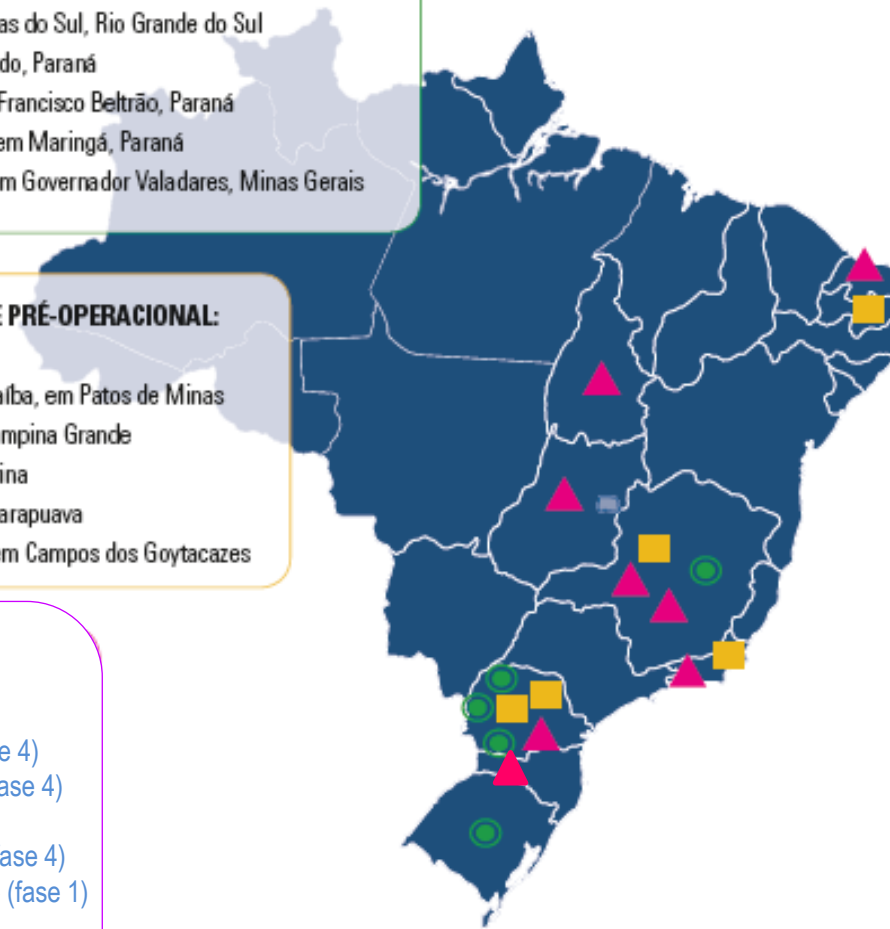 as do Sul, Rio Grande do Sul
do, Paraná
Francisco Beltrão, Paraná
em Maringá, Paraná
m Governador Valadares, Minas Gerais
E PRÉ-OPERACIONAL:
aíba, em Patos de Minas
mpina Grande
ina
arapuava
em Campos dos Goytacazes
e 4)
ase 4)
ase 4)
(fase 1)